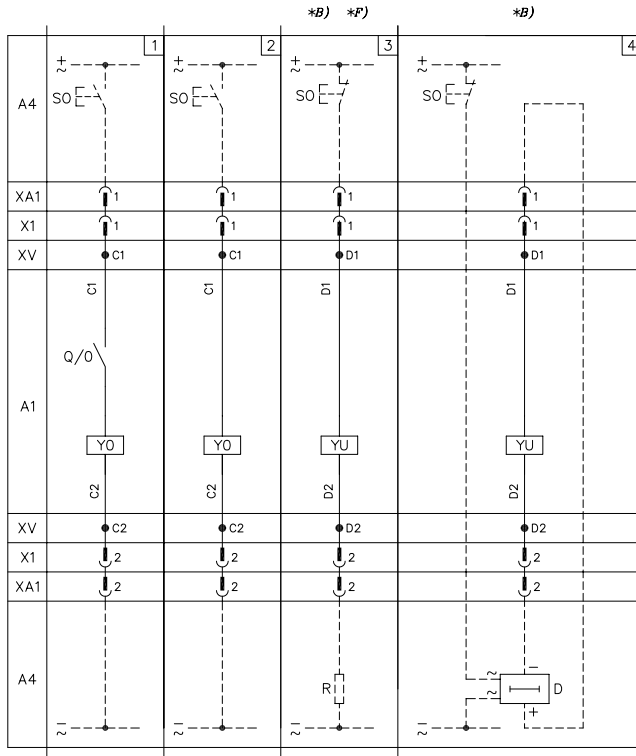 *B) *F) *B)
1 2 3 4
+ + + +
~ ~ ~ ~
A4 SO SO SO SO
XA1 1 1 1 1
X1 1 1 1 1
XV C1 C1 D1 D1
C1 C1 D1 D1
Q/0
A1
YO YO YU YU
C2 C2 D2 D2
XV C2 C2 D2 D2
X1 2 2 2 2
XA1 2 2 2 2
~ −
A4 R ~ D
+
− − − −
~ ~ ~ ~